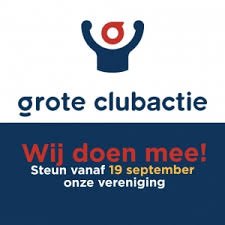 grote clubactie
Wij doen mee!
Steun vanaf 19 september
onze vereniging